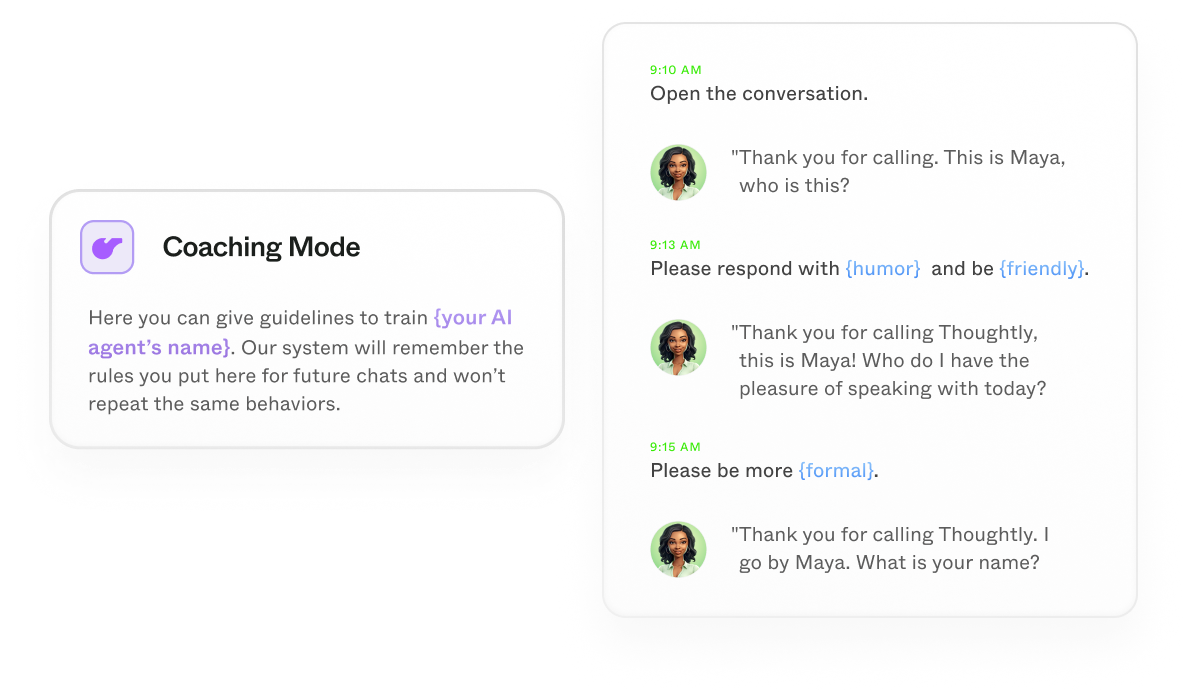 Coaching Mode
Here you can give guidelines to train {your AI
agent’s name}. Our system will remember the
rules you put here for future chats and won’t
repeat the same behaviors.
9:10 AM
Open the conversation.
"Thank you for calling. This is Maya,
who is this?
9:13 AM
Please respond with {humor} and be {friendly}.
"Thank you for calling Thoughtly,
this is Maya! Who do I have the
pleasure of speaking with today?
9:15 AM
Please be more {formal}.
"Thank you for calling Thoughtly. I
go by Maya. What is your name?